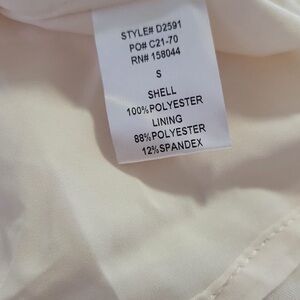 STYLE# D2591
PO# C21-70
RN# 158044
S
SHELL
100%POLYESTER
LINING
88%POLYESTER
12%SPANDEX